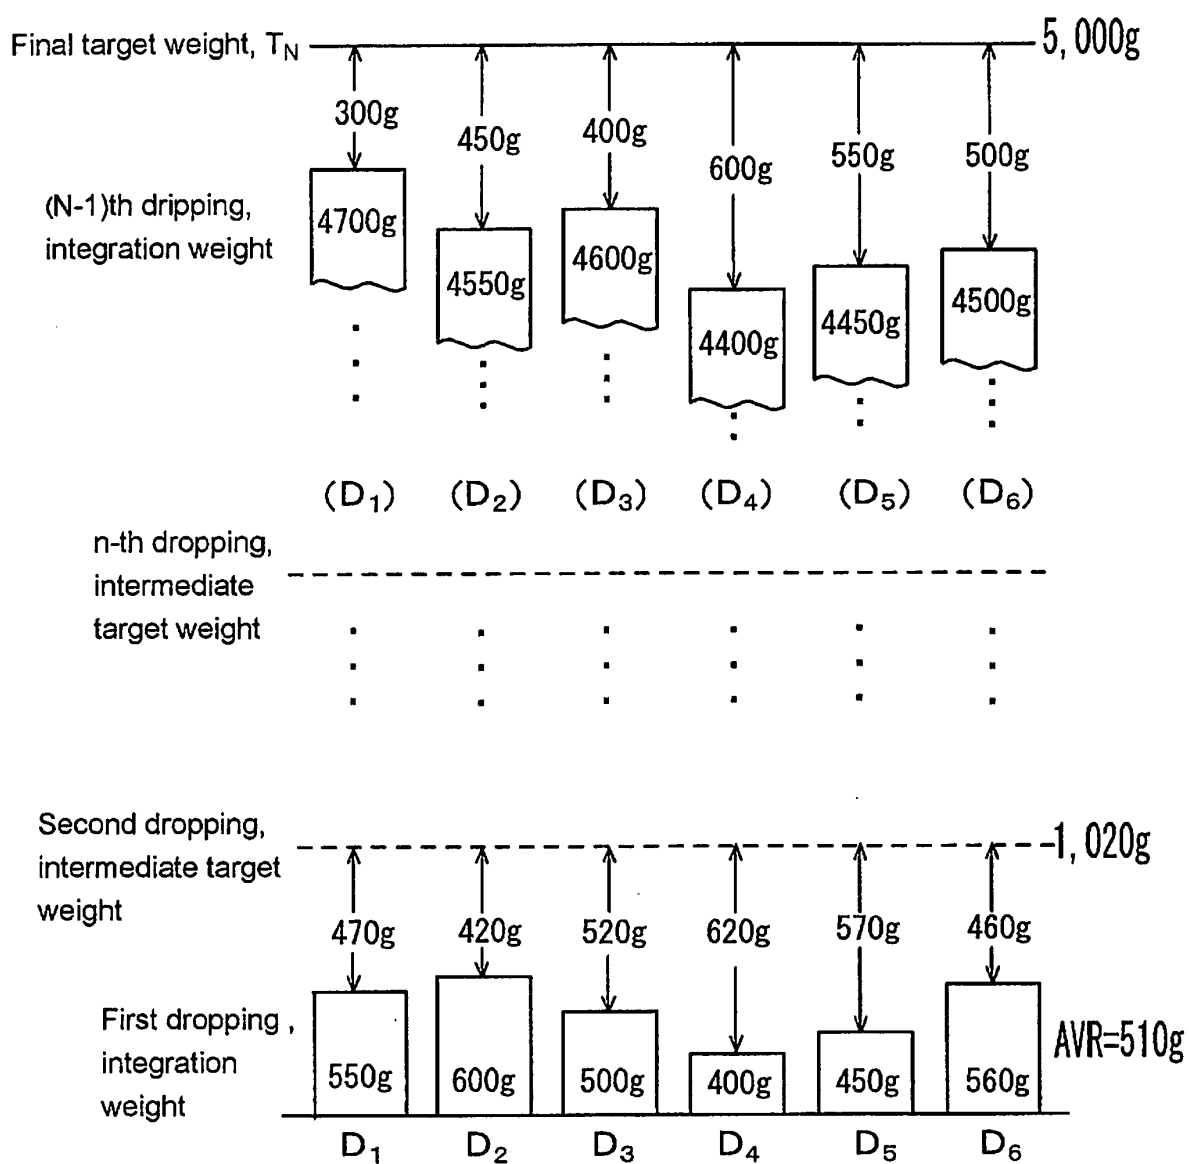 Final target weight, TN 5,000g
300g 450g 400g 600g 550g 500g
(N-1)th dripping,
integration weight
4700g 4550g 4600g 4400g 4450g 4500g
(D1) (D2) (D3) (D4) (D5) (D6)
n-th dropping,
intermediate
target weight
Second dropping,
intermediate target
weight
1,020g
470g 420g 520g 620g 570g 460g
First dropping ,
integration
weight
AVR=510g
550g 600g 500g 400g 450g 560g
D1 D2 D3 D4 D5 D6